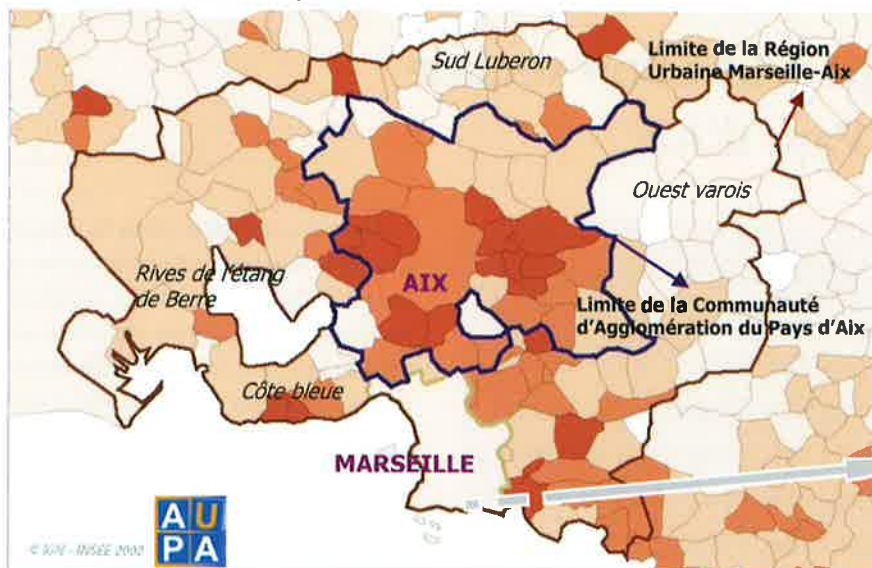 Sud Luberon
Limite de la Région
Urbaine Marseille-Aix
Ouest varois
Rives de l'étang
de Berre
AIX
Limite de la Communauté
d'Agglomération du Pays d'Aix
Côte bleue
MARSEILLE
AU
PA
© IGN - INSEE 2002